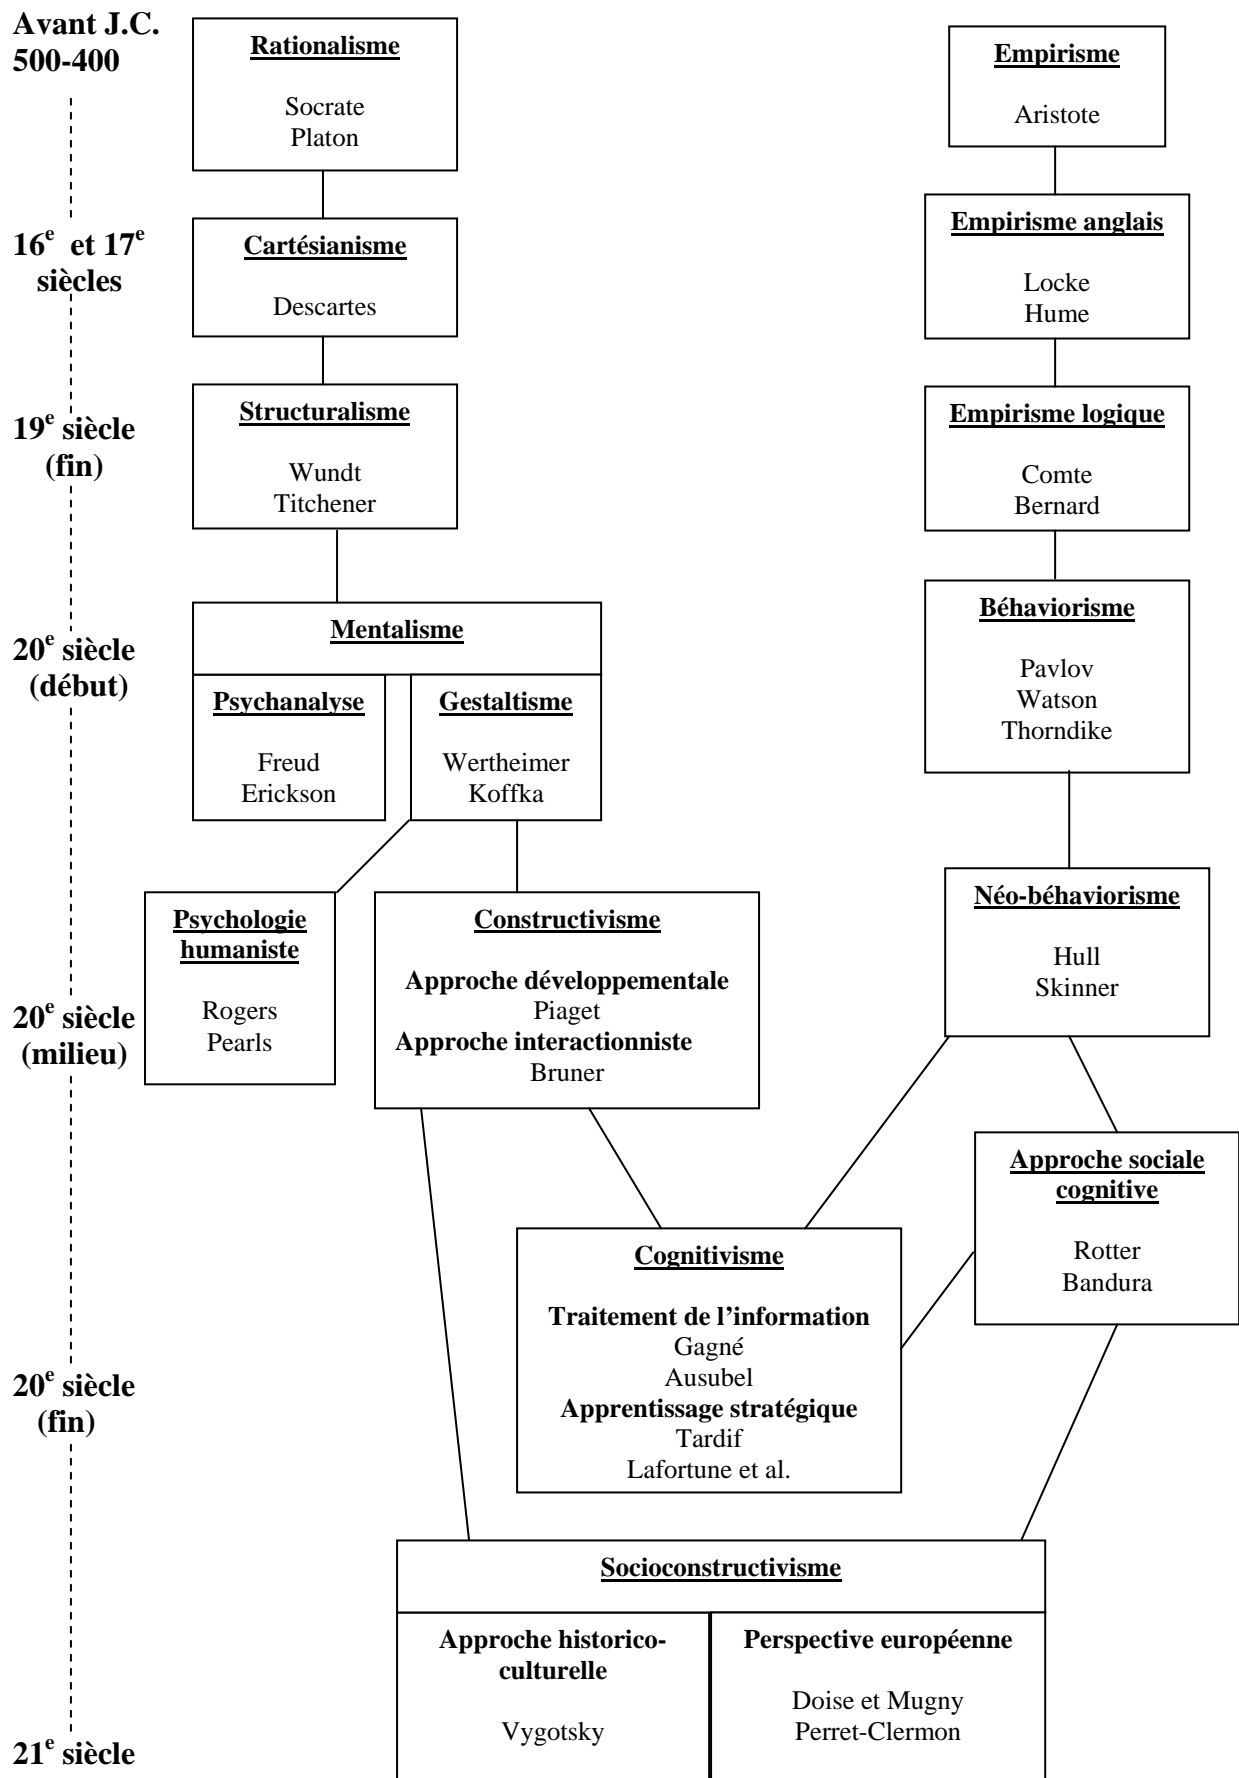 Avant J.C.
500-400
Rationalisme
Socrate
Platon
Empirisme
Aristote
16e et 17e
siècles
Cartésianisme
Descartes
Empirisme anglais
Locke
Hume
19e siècle
(fin)
Structuralisme
Wundt
Titchener
Empirisme logique
Comte
Bernard
20e siècle
(début)
Mentalisme
Psychanalyse
Freud
Erickson
Gestaltisme
Wertheimer
Koffka
Béhaviorisme
Pavlov
Watson
Thorndike
20e siècle
(milieu)
Psychologie
humaniste
Rogers
Pearls
Constructivisme
Approche développementale
Piaget
Approche interactionniste
Bruner
Néo-béhaviorisme
Hull
Skinner
Approche sociale
cognitive
Rotter
Bandura
20e siècle
(fin)
Cognitivisme
Traitement de l’information
Gagné
Ausubel
Apprentissage stratégique
Tardif
Lafortune et al.
Socioconstructivisme
Approche historico-
culturelle
Vygotsky
Perspective européenne
Doise et Mugny
Perret-Clermon
21e siècle